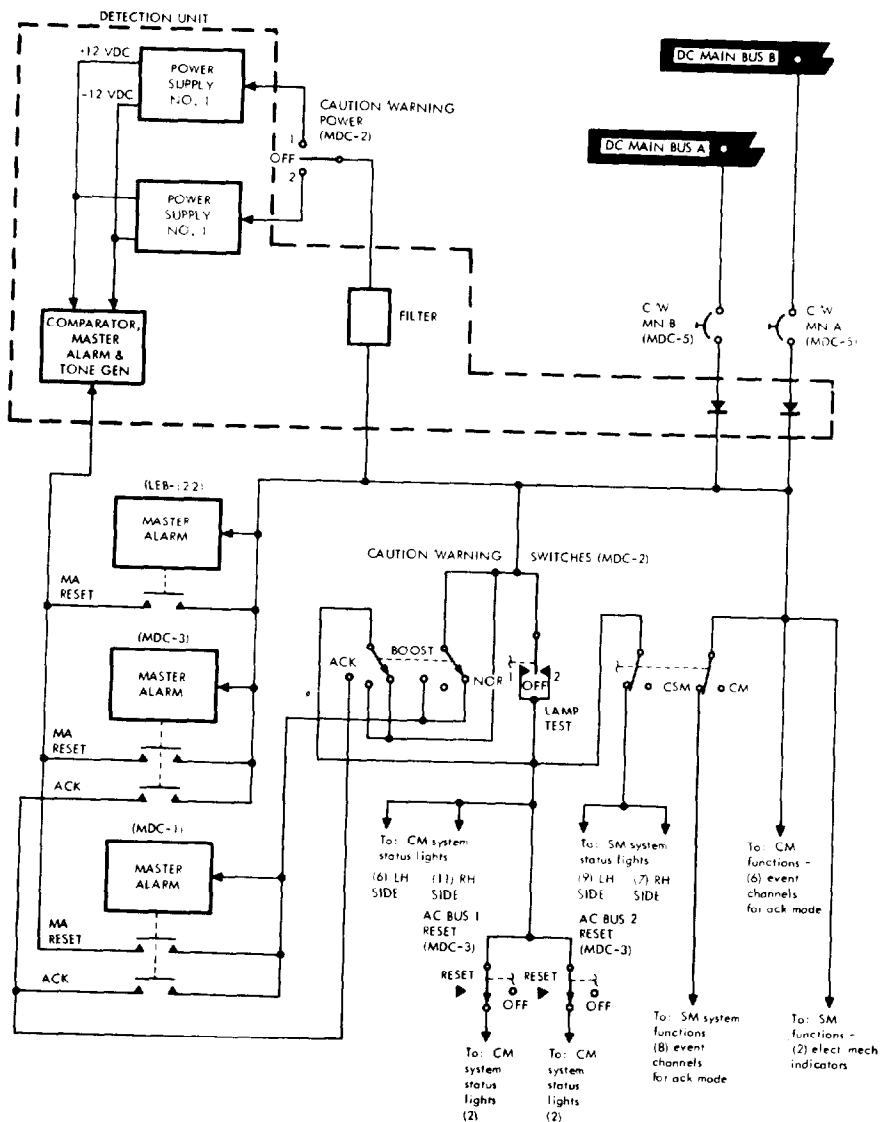 DETECTION UNIT
+12 VDC
-12 VDC
POWER
SUPPLY
NO. 1
CAUTION WARNING
POWER
(MDC-2)
1
OFF
2
POWER
SUPPLY
NO. 1
DC MAIN BUS B
DC MAIN BUS A
COMPARATOR,
MASTER
ALARM &
TONE GEN
FILTER
C/W
MN B
(MDC-5)
C/W
MN A
(MDC-5)
(LEB-122)
MASTER
ALARM
MA
RESET
CAUTION WARNING
SWITCHES (MDC-2)
(MDC-3)
MASTER
ALARM
MA
RESET
ACK
ACK
BOOST
NOR
1
OFF
2
LAMP
TEST
CSM
CM
(MDC-1)
MASTER
ALARM
MA
RESET
ACK
To: CM system
status lights
(6) LH
SIDE
(11) RH
SIDE
To: SM system
status lights
(9) LH
SIDE
(7) RH
SIDE
To: CM
functions -
(6) event
channels
for ack mode
AC BUS 1
RESET
(MDC-3)
AC BUS 2
RESET
(MDC-3)
RESET
OFF
RESET
OFF
To: CM
system
status
lights
(2)
To: CM
system
status
lights
(2)
To: SM system
functions
(8) event
channels
for ack mode
To: SM
functions -
(2) elect mech
indicators